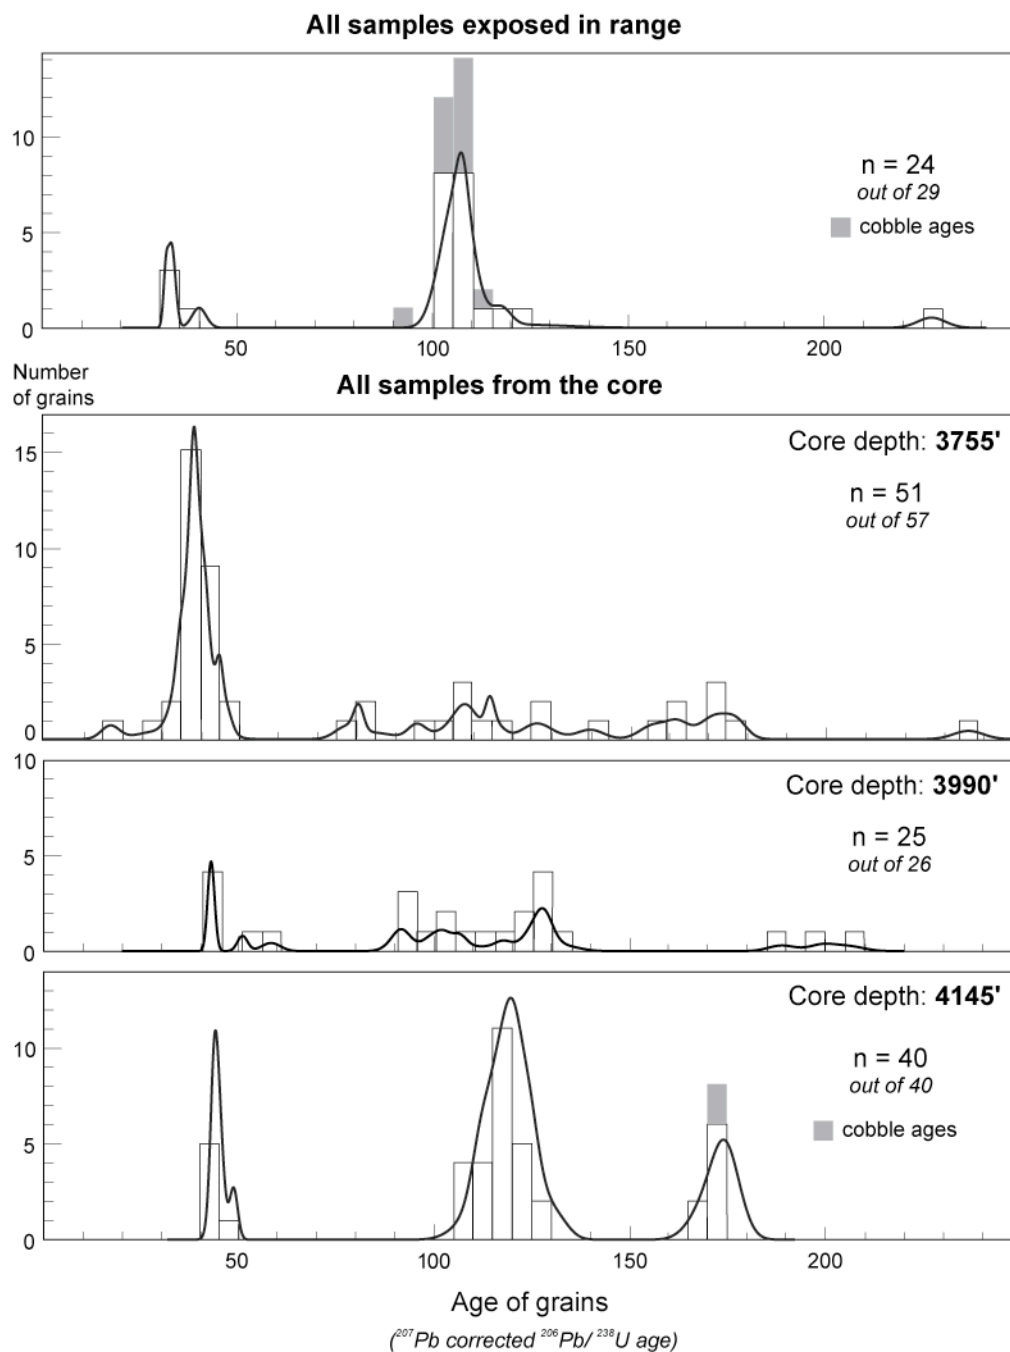 All samples exposed in range
10
5
0
n = 24
out of 29
cobble ages
50 100 150 200
Number
of grains
All samples from the core
15
10
5
0
Core depth: 3755'
n = 51
out of 57
10
5
0
Core depth: 3990'
n = 25
out of 26
10
5
0
Core depth: 4145'
n = 40
out of 40
cobble ages
50 100 150 200
Age of grains
(²⁰⁷Pb corrected ²⁰⁶Pb/ ²³⁸U age)